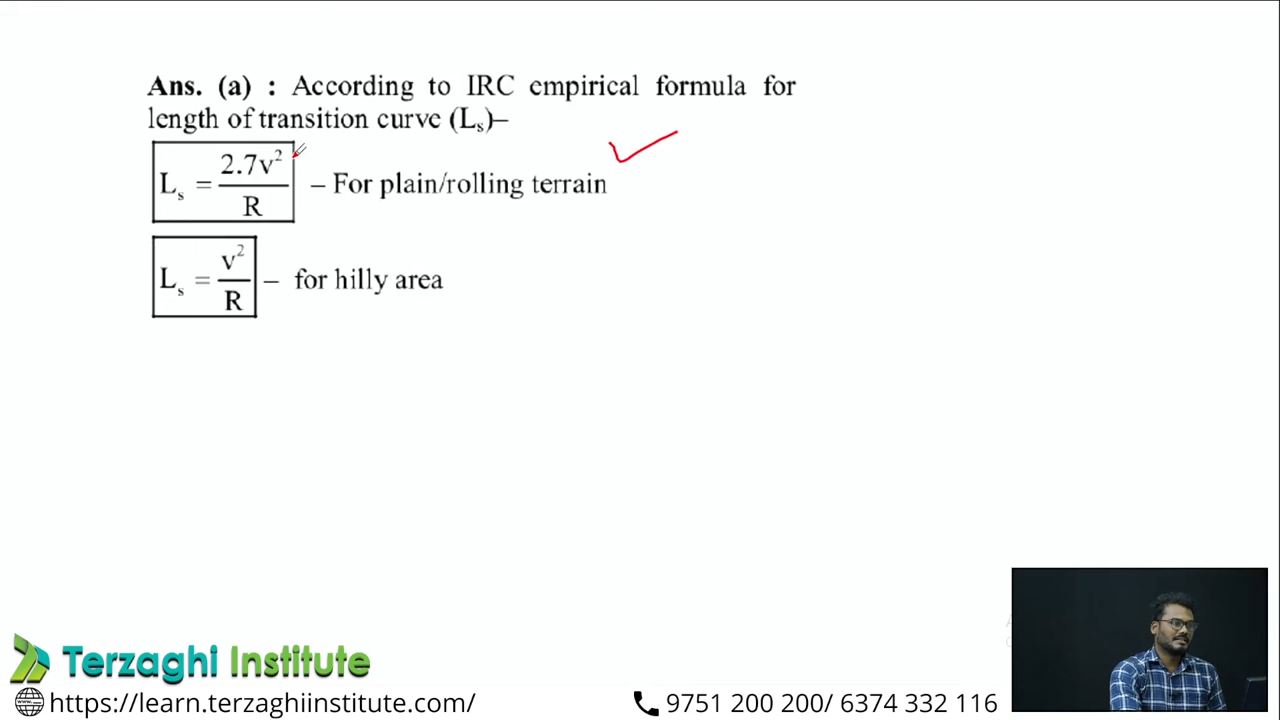 Ans. (a) : According to IRC empirical formula for
length of transition curve (Lₛ)–
Lₛ = 2.7v² / R – For plain/rolling terrain
Lₛ = v² / R – for hilly area
Terzaghi Institute
https://learn.terzaghiinstitute.com/ 9751 200 200/ 6374 332 116